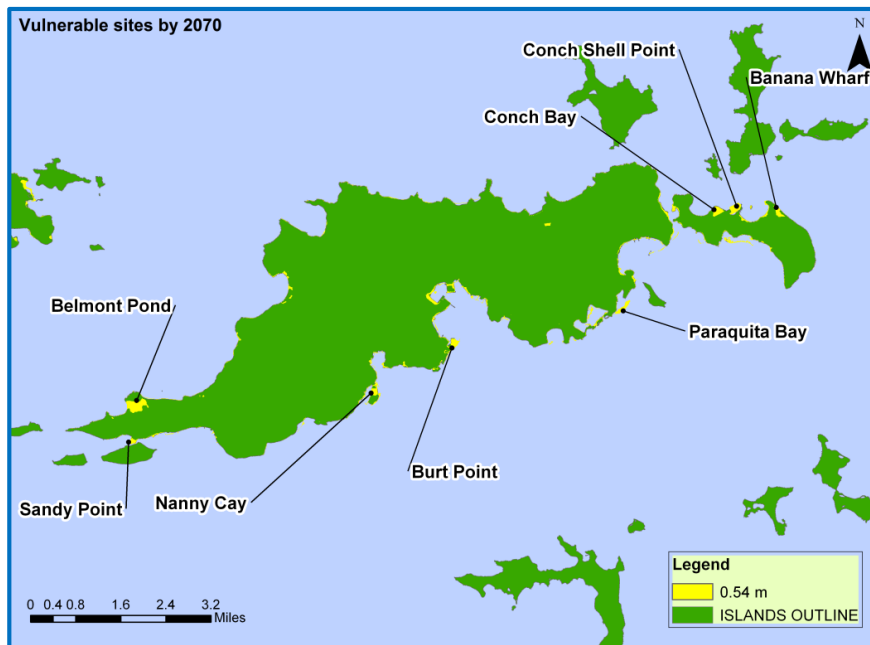 Vulnerable sites by 2070
N
Conch Shell Point
Banana Wharf
Conch Bay
Belmont Pond
Paraquita Bay
Burt Point
Nanny Cay
Sandy Point
Legend
0.54 m
ISLANDS OUTLINE
0 0.4 0.8 1.6 2.4 3.2
Miles